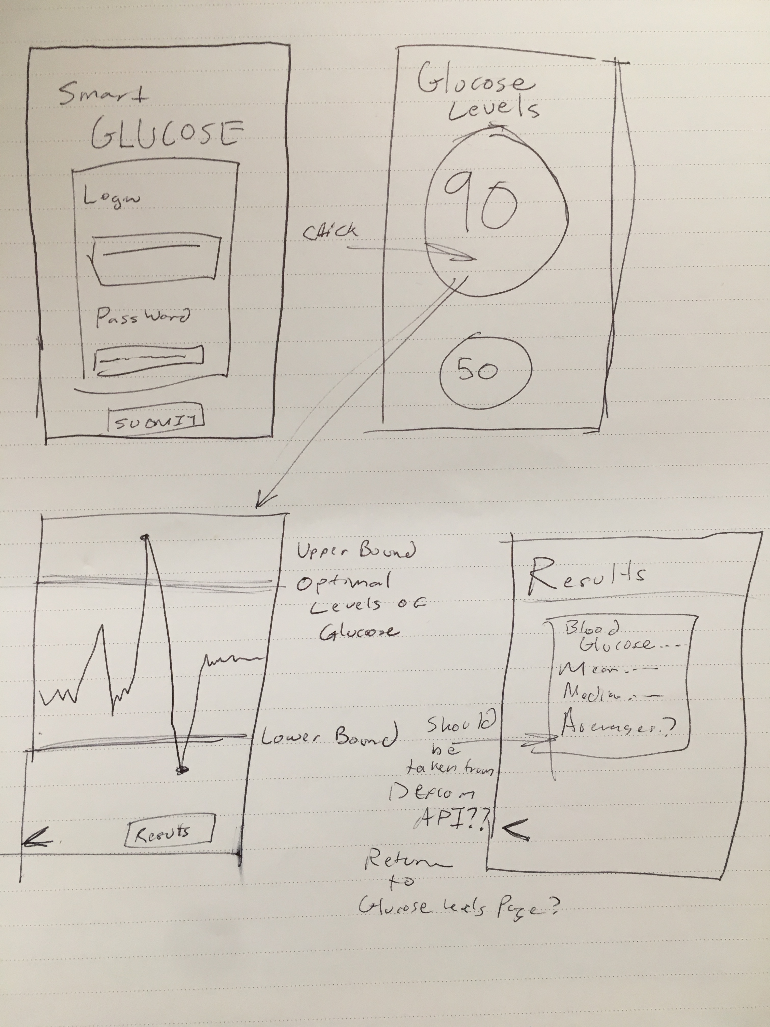 Smart
GLUCOSE
Login
Password
SUBMIT
Click
Glucose
Levels
90
50
Upper Bound
Optimal
Levels of
Glucose
Lower Bound
Results
Results
Blood
Glucose...
Mean.--
Median.--
Averages?
Should
be
taken from
Dexcom
API??
Return
to
Glucose Levels Page?